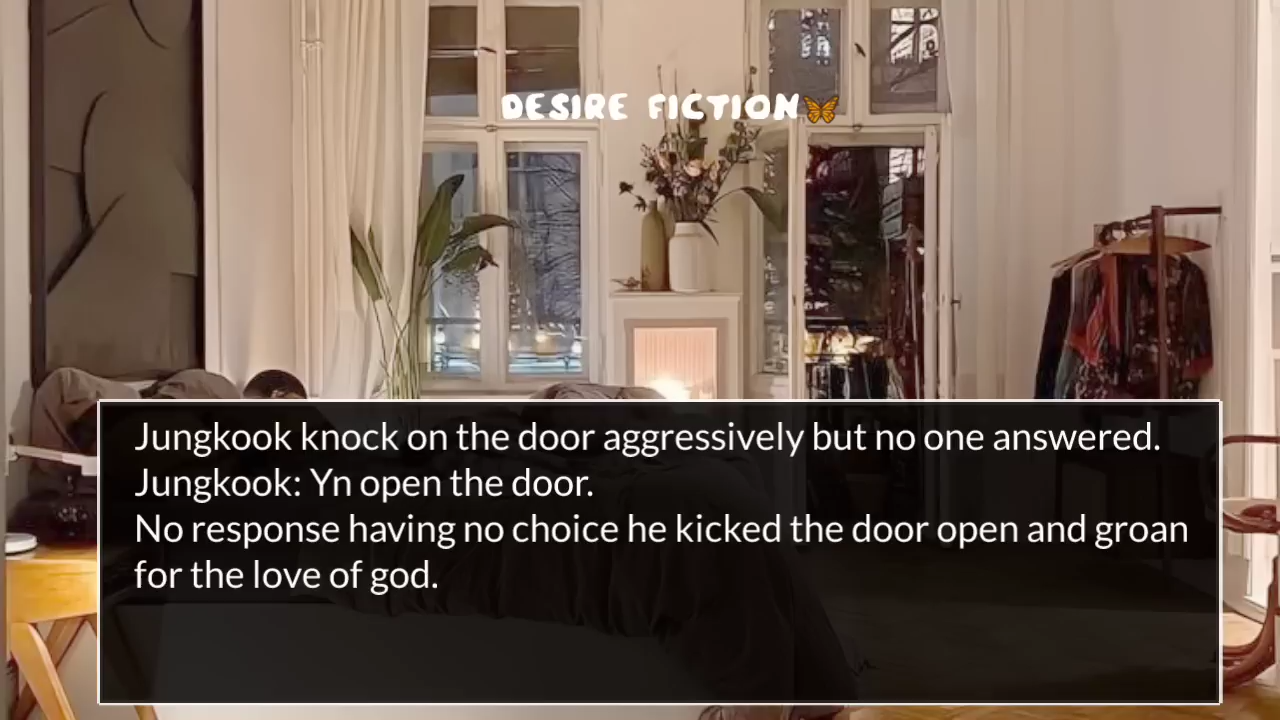 DESIRE FICTION🦋
Jungkook knock on the door aggressively but no one answered.
Jungkook: Yn open the door.
No response having no choice he kicked the door open and groan
for the love of god.